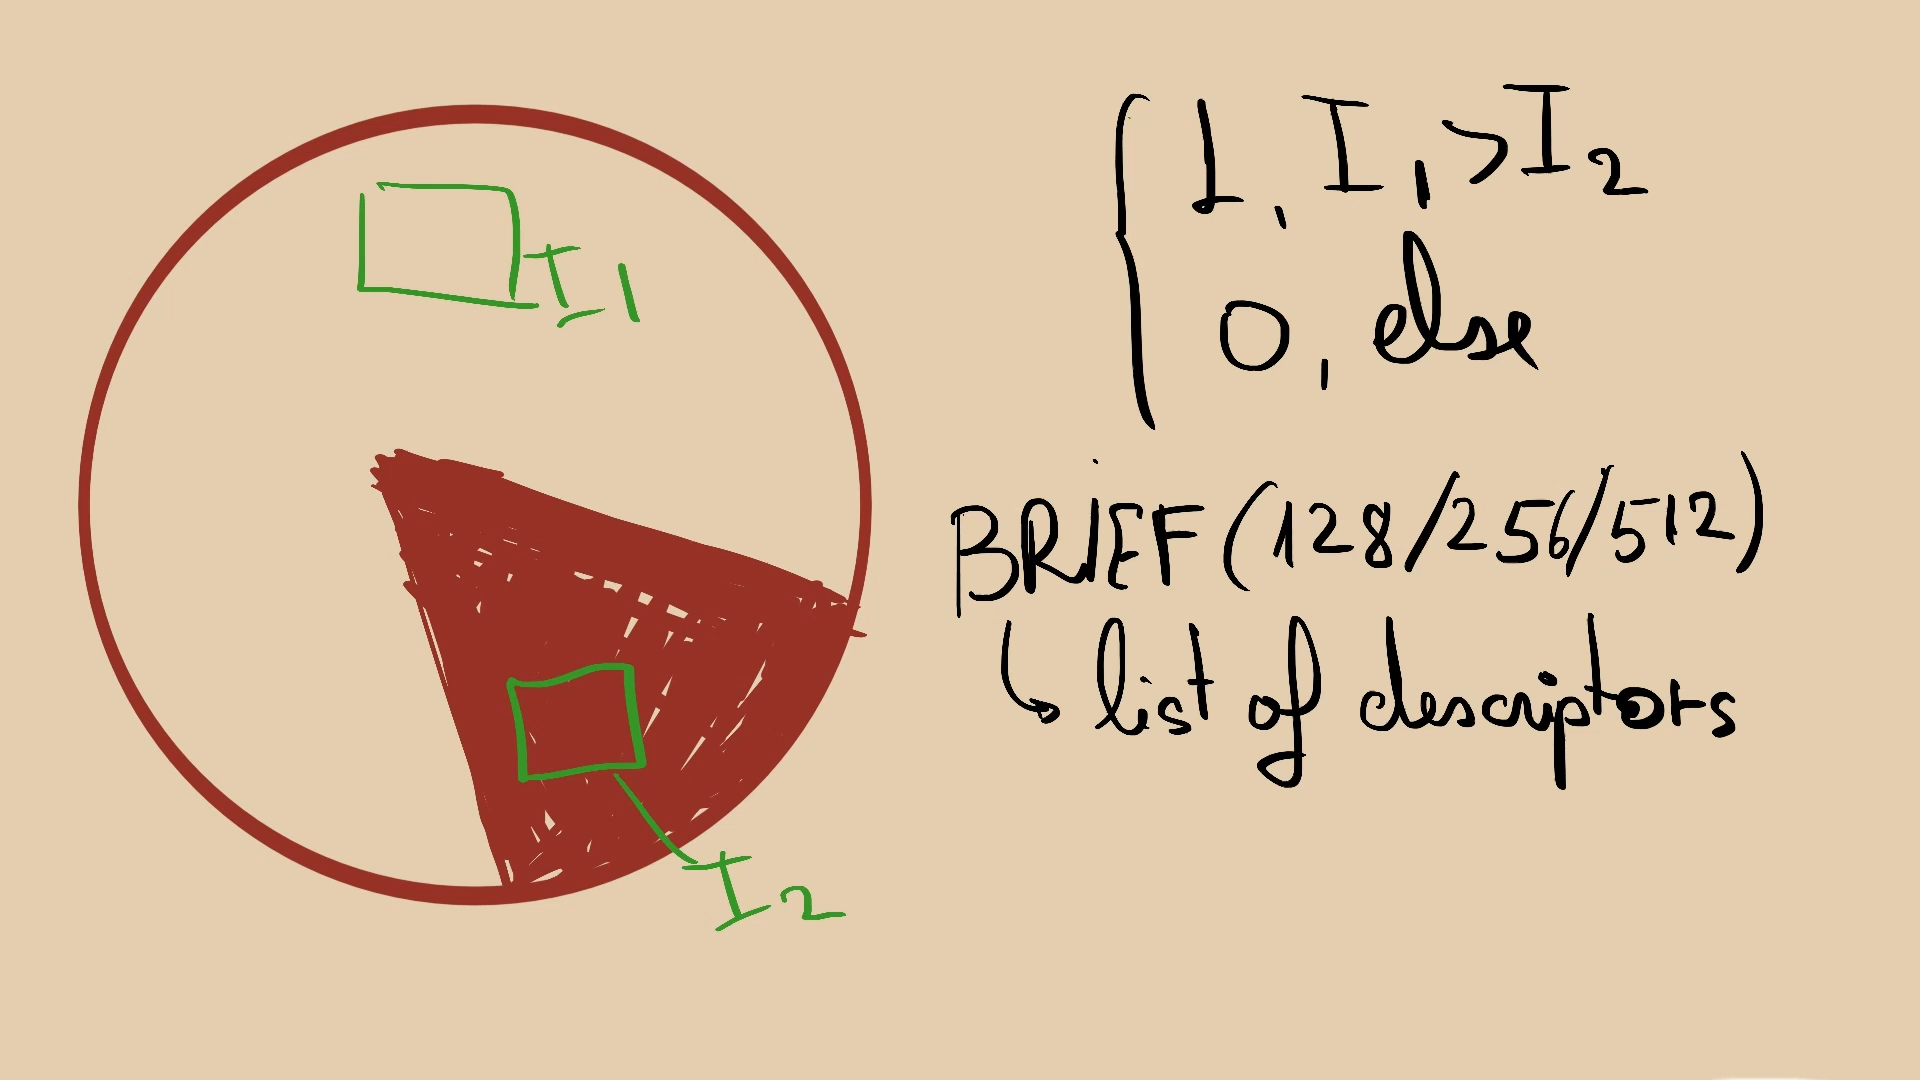 I1
I2
1, I1 > I2
0, else
BRIEF (128/256/512)
list of descriptors